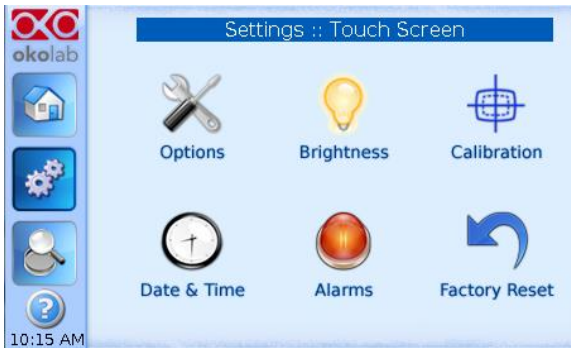 okolab
Settings :: Touch Screen
Options
Brightness
Calibration
Date & Time
Alarms
Factory Reset
?
10:15 AM